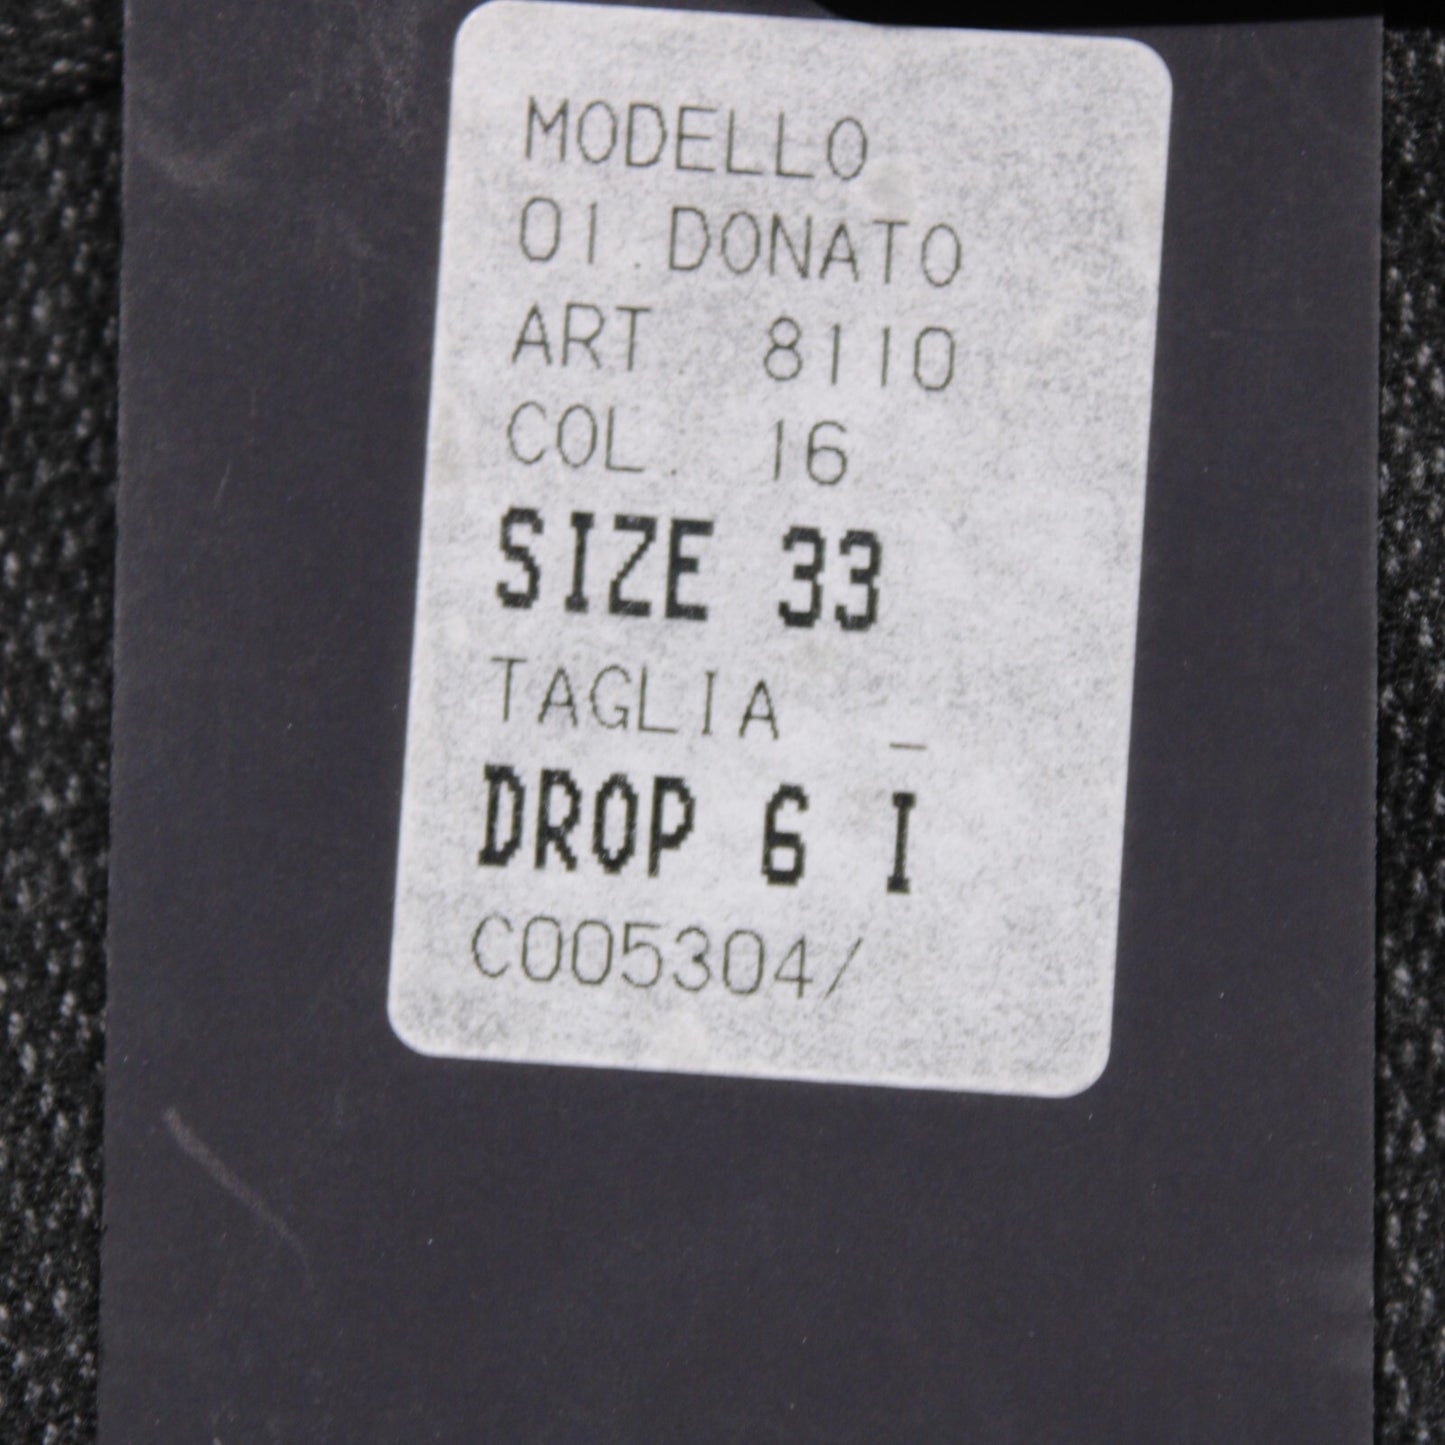 MODELLO
01 DONATO
ART 8110
COL. 16
SIZE 33
TAGLIA _
DROP 6 I
C005304/